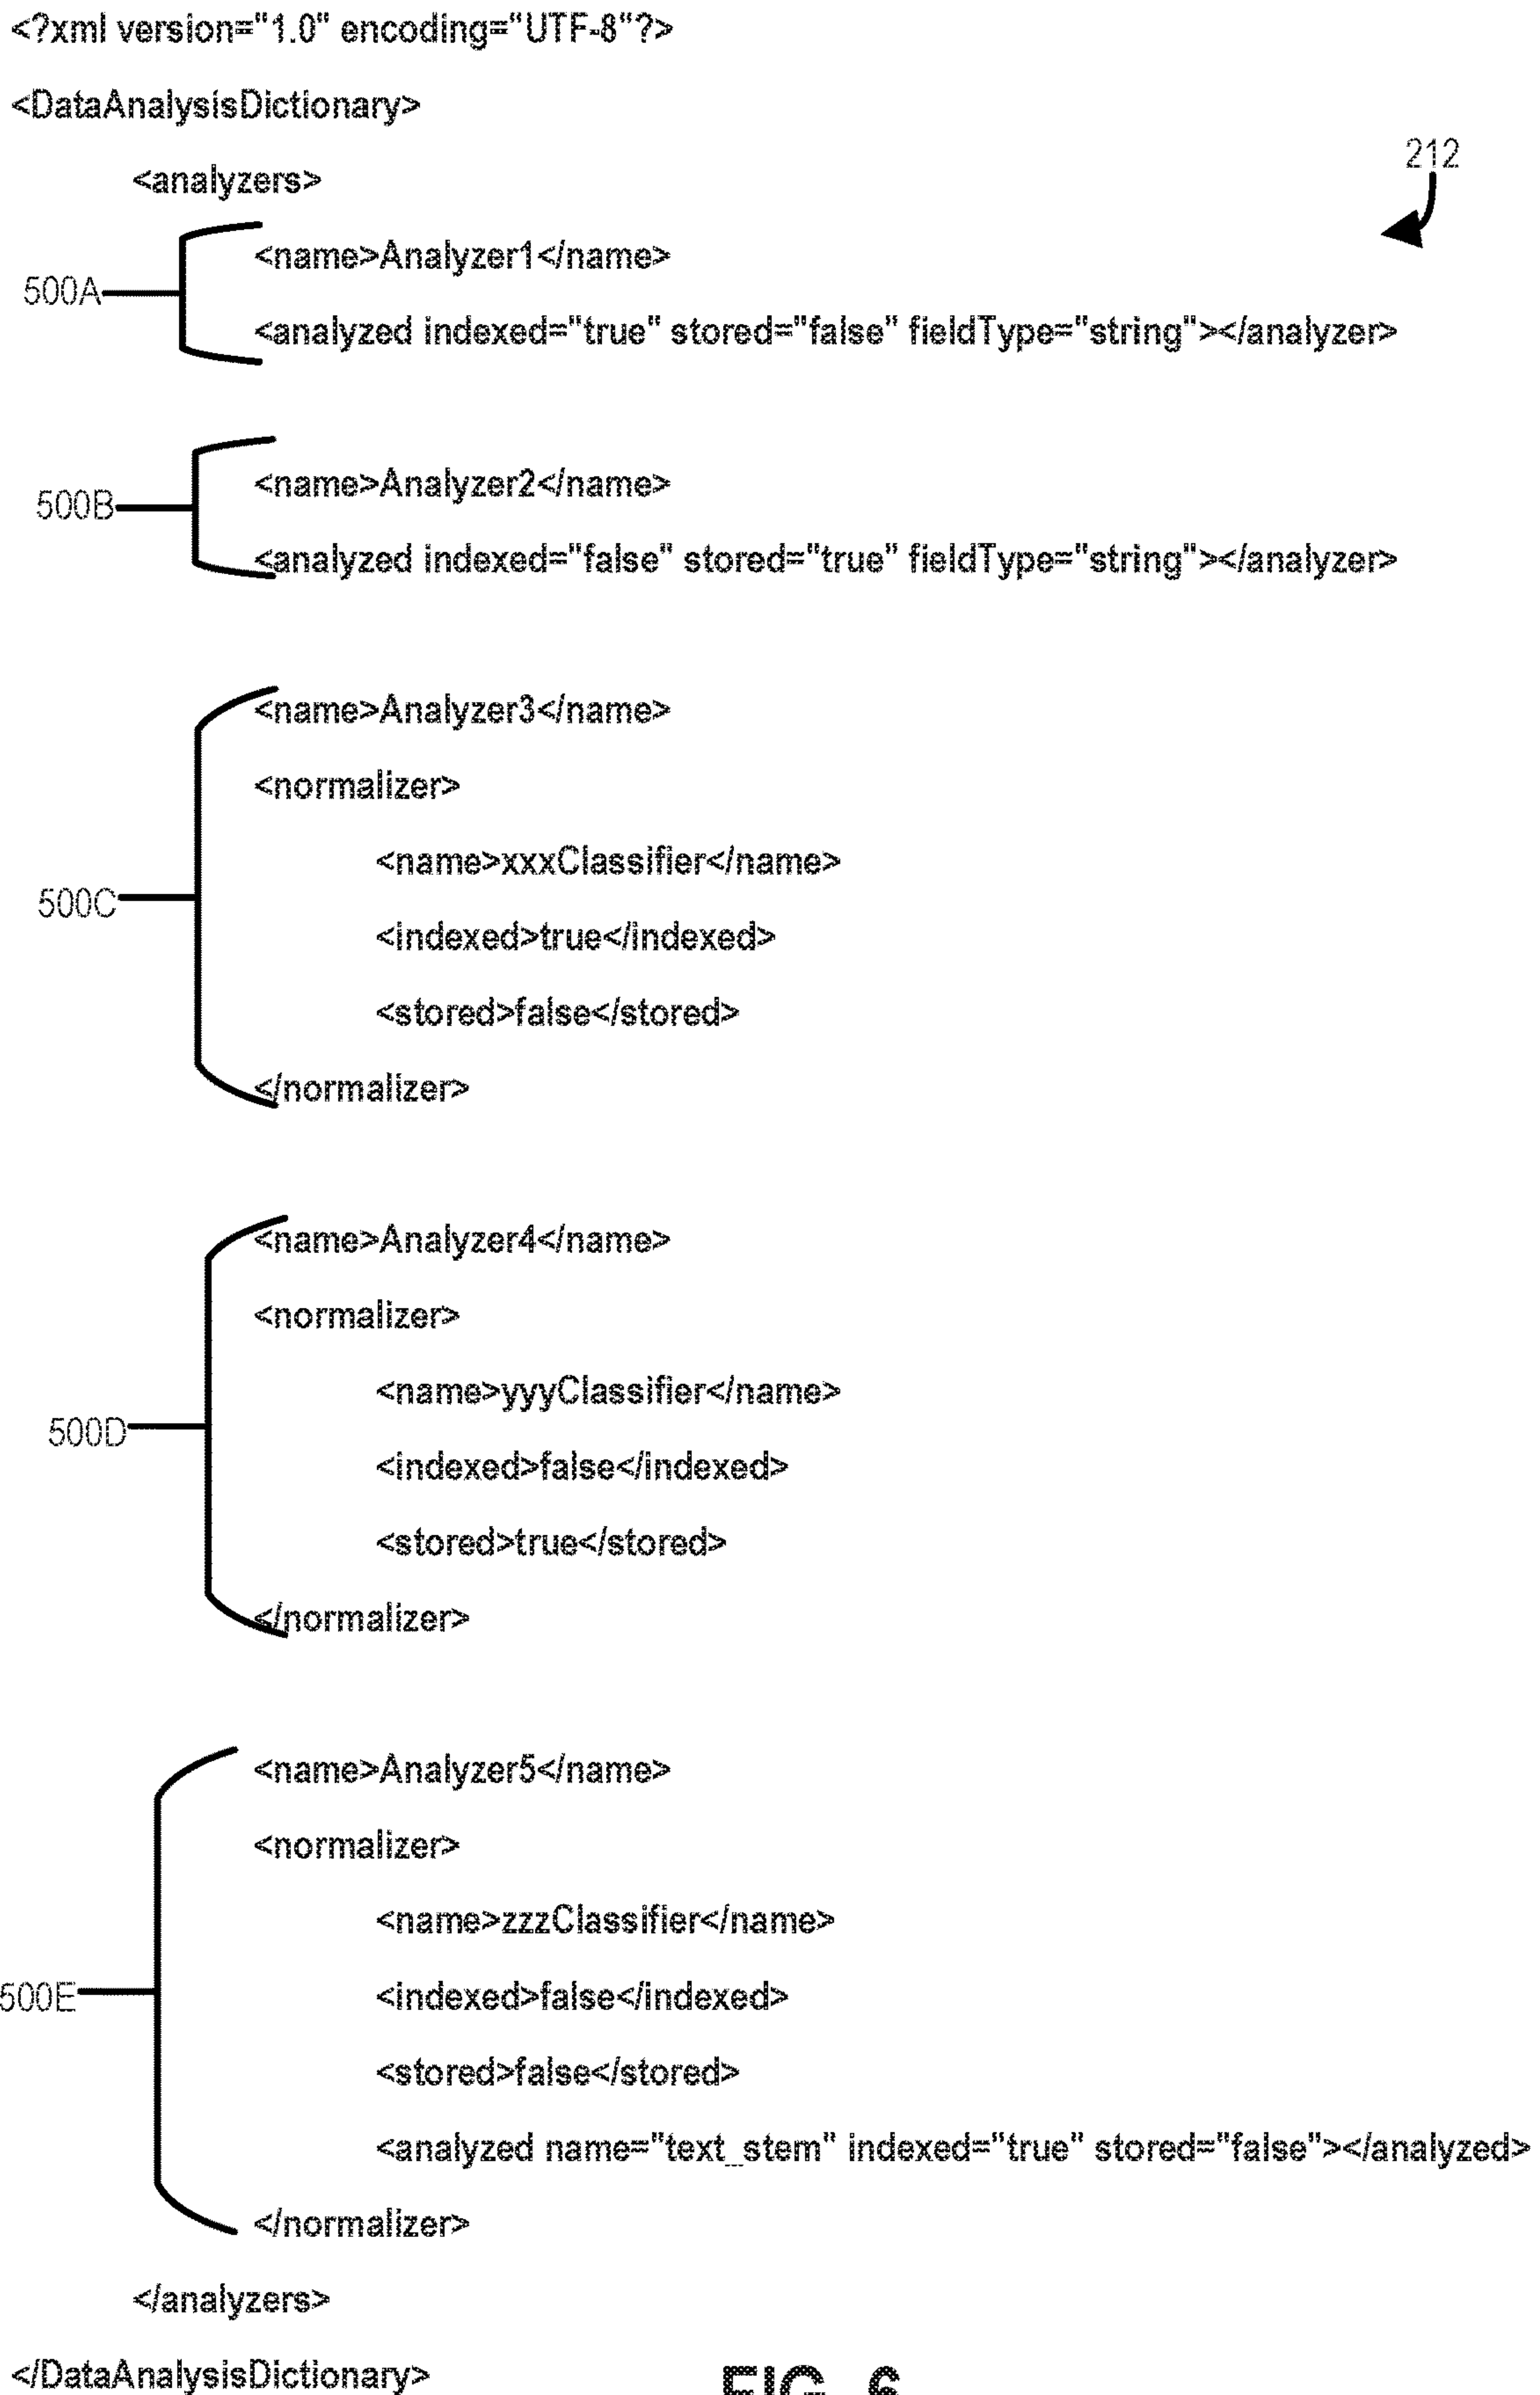 <?xml version="1.0" encoding="UTF-8"?>
<DataAnalysisDictionary>
212
<analyzers>
<name>Analyzer1</name>
500A
<analyzed indexed="true" stored="false" fieldType="string"></analyzer>
<name>Analyzer2</name>
500B
<analyzed indexed="false" stored="true" fieldType="string"></analyzer>
<name>Analyzer3</name>
<normalizer>
<name>xxxClassifier</name>
500C
<indexed>true</indexed>
<stored>false</stored>
</normalizer>
<name>Analyzer4</name>
<normalizer>
<name>yyyClassifier</name>
500D
<indexed>false</indexed>
<stored>true</stored>
</normalizer>
<name>Analyzer5</name>
<normalizer>
<name>zzzClassifier</name>
500E
<indexed>false</indexed>
<stored>false</stored>
<analyzed name="text_stem" indexed="true" stored="false"></analyzed>
</normalizer>
</analyzers>
</DataAnalysisDictionary>
FIG. 6